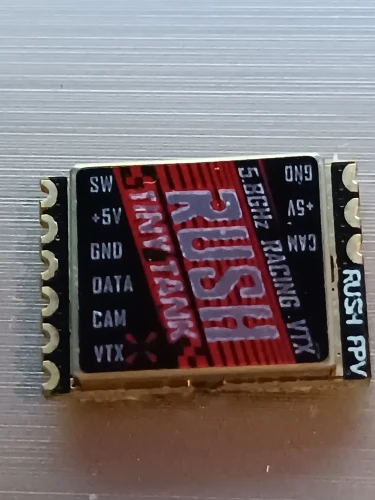 SW
+5V
GND
DATA
CAM
VTX
TINY TANK
RUSH
5.8GHz RACING VTX
GND
+5V
CAM
RUSH FPV